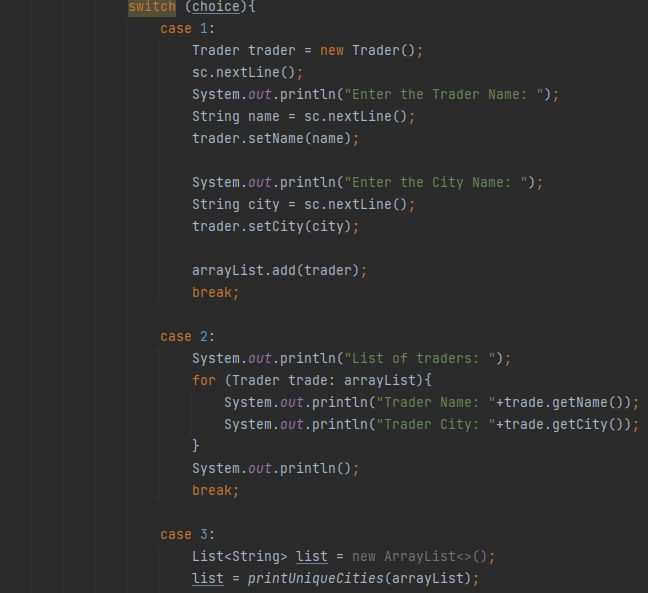 switch (choice){
case 1:
Trader trader = new Trader();
sc.nextLine();
System.out.println("Enter the Trader Name: ");
String name = sc.nextLine();
trader.setName(name);
System.out.println("Enter the City Name: ");
String city = sc.nextLine();
trader.setCity(city);
arrayList.add(trader);
break;
case 2:
System.out.println("List of traders: ");
for (Trader trade: arrayList){
System.out.println("Trader Name: "+trade.getName());
System.out.println("Trader City: "+trade.getCity());
}
System.out.println();
break;
case 3:
List<String> list = new ArrayList<>();
list = printUniqueCities(arrayList);